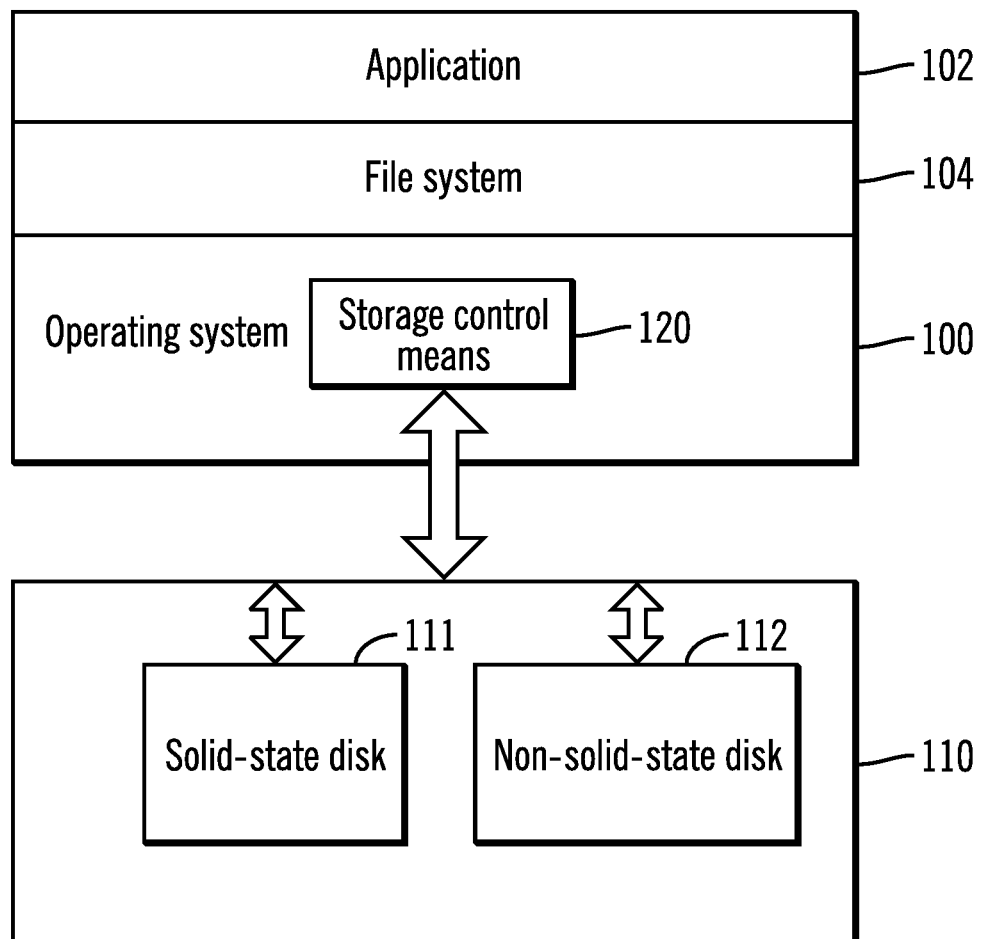 Application
102
File system
104
Operating system
Storage control
means
120
100
111
112
Solid-state disk
Non-solid-state disk
110